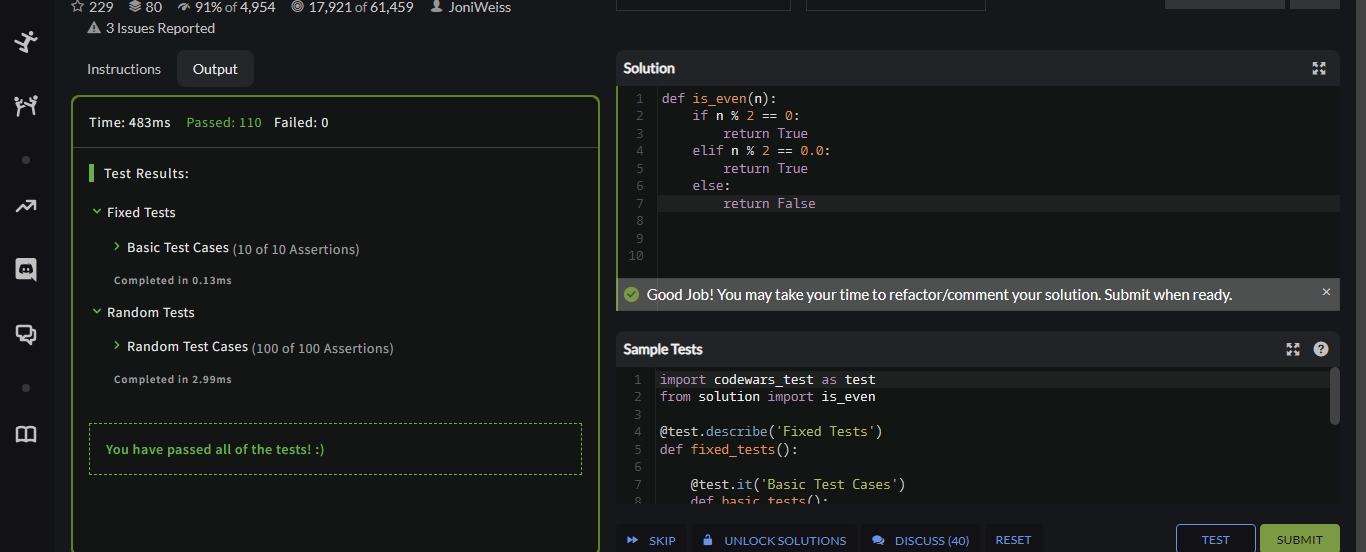 229 80 91% of 4,954 17,921 of 61,459 JoniWeiss
3 Issues Reported
Instructions Output
Time: 483ms Passed: 110 Failed: 0
Test Results:
Fixed Tests
Basic Test Cases (10 of 10 Assertions)
Completed in 0.13ms
Random Tests
Random Test Cases (100 of 100 Assertions)
Completed in 2.99ms
You have passed all of the tests! :)
Solution
1 def is_even(n):
2 if n % 2 == 0:
3 return True
4 elif n % 2 == 0.0:
5 return True
6 else:
7 return False
8
9
10
Good Job! You may take your time to refactor/comment your solution. Submit when ready. ×
Sample Tests ?
1 import codewars_test as test
2 from solution import is_even
3
4 @test.describe('Fixed Tests')
5 def fixed_tests():
6
7 @test.it('Basic Test Cases')
8 def basic_tests():
SKIP UNLOCK SOLUTIONS DISCUSS (40) RESET TEST SUBMIT